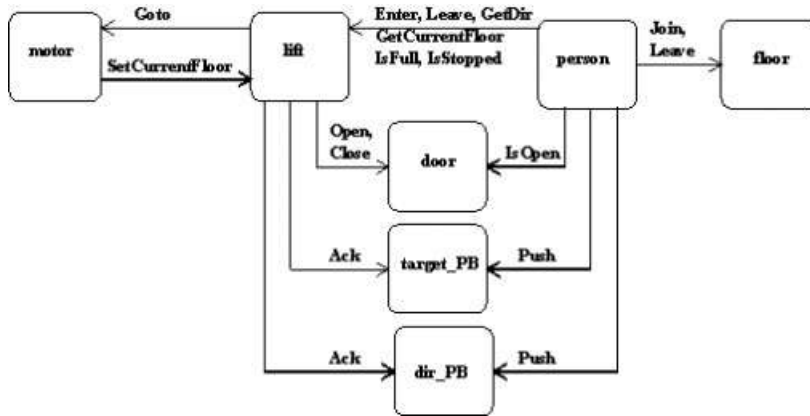 Goto
Enter, Leave, GetDir
GetCurrentFloor
IsFull, IsStopped
Join,
Leave
motor
lift
person
floor
SetCurrentFloor
Open,
Close
door
IsOpen
Ack
target_PB
Push
Ack
dir_PB
Push